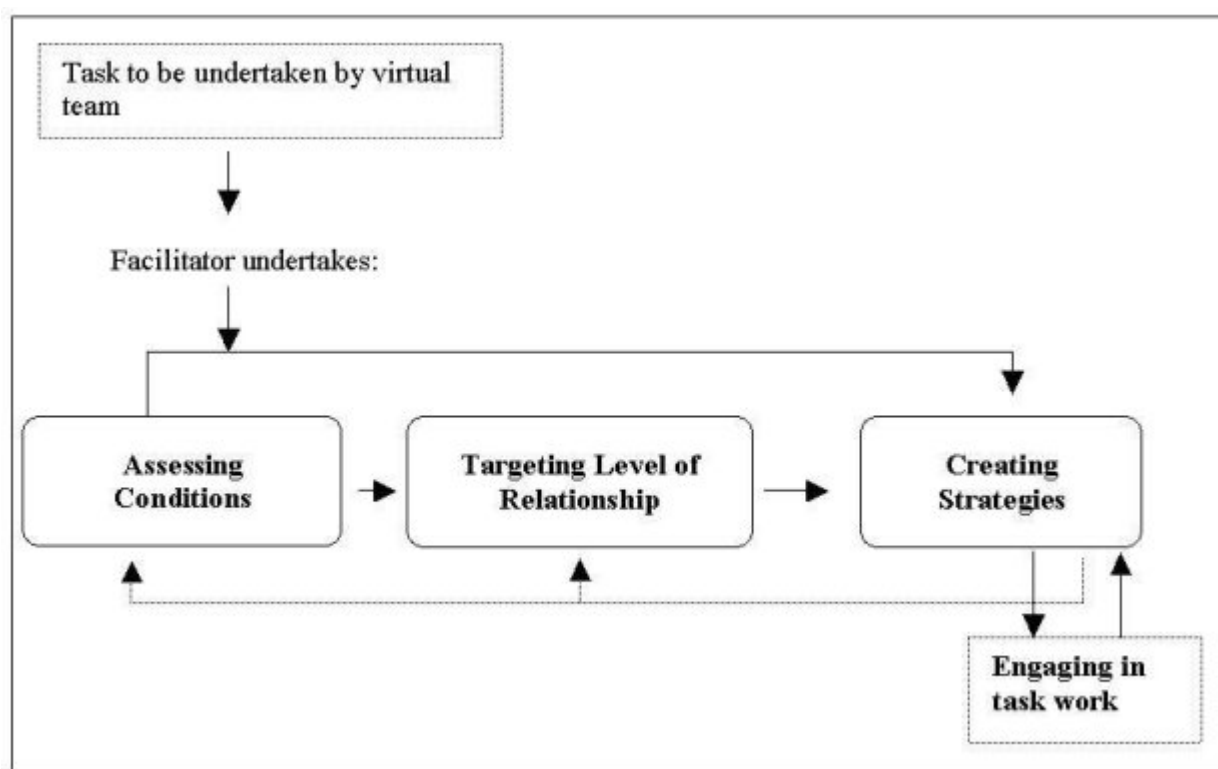 Task to be undertaken by virtual
team
Facilitator undertakes:
Assessing
Conditions
Targeting Level of
Relationship
Creating
Strategies
Engaging in
task work